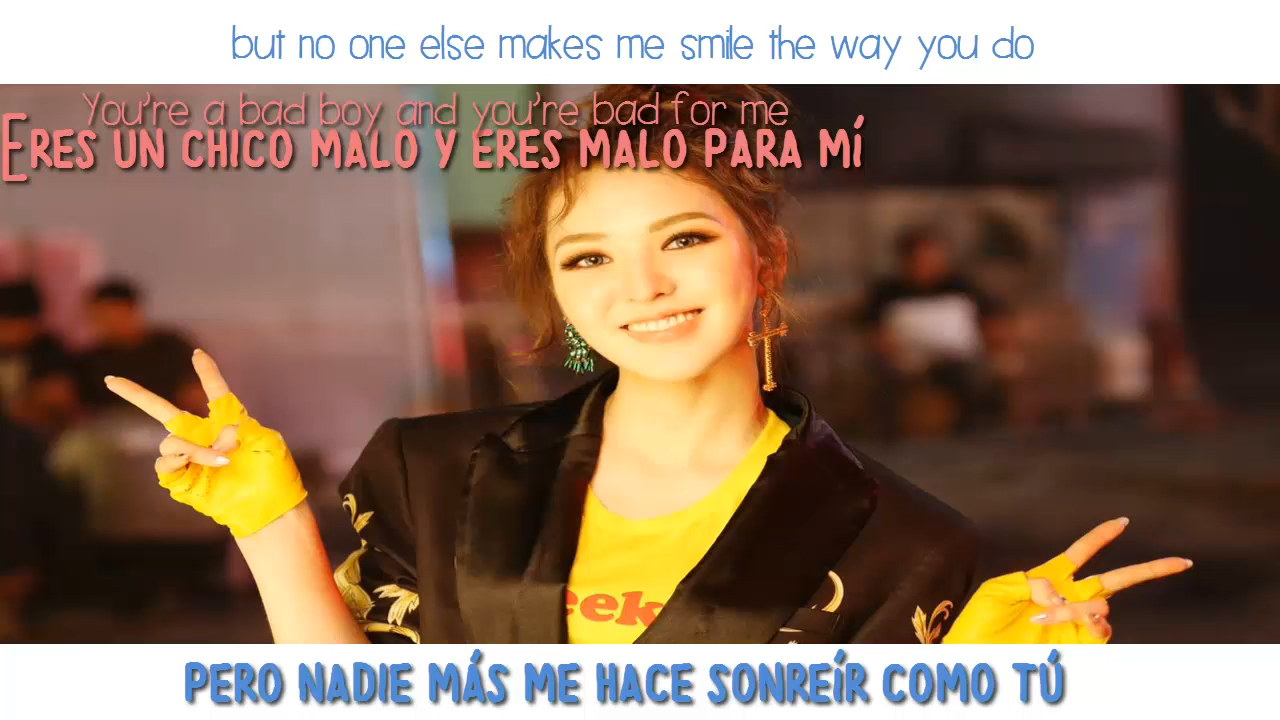 but no one else makes me smile the way you do
You're a bad boy and you're bad for me
ERES UN CHICO MALO Y ERES MALO PARA MÍ
eek
PERO NADIE MÁS ME HACE SONREÍR COMO TÚ